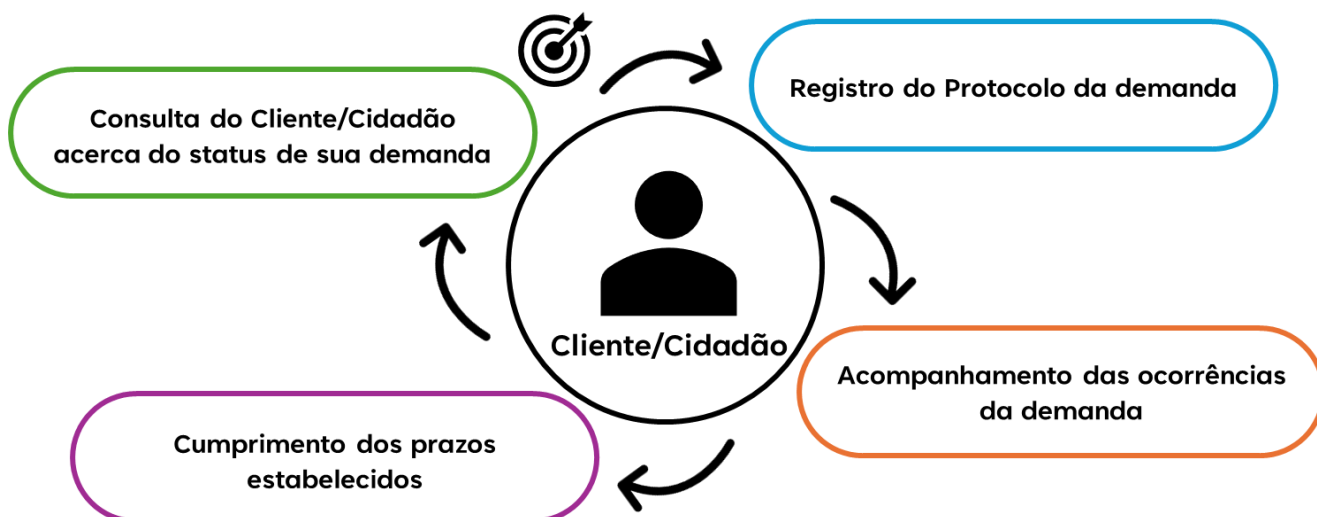 Registro do Protocolo da demanda
Consulta do Cliente/Cidadão
acerca do status de sua demanda
Cliente/Cidadão
Acompanhamento das ocorrências
da demanda
Cumprimento dos prazos
estabelecidos